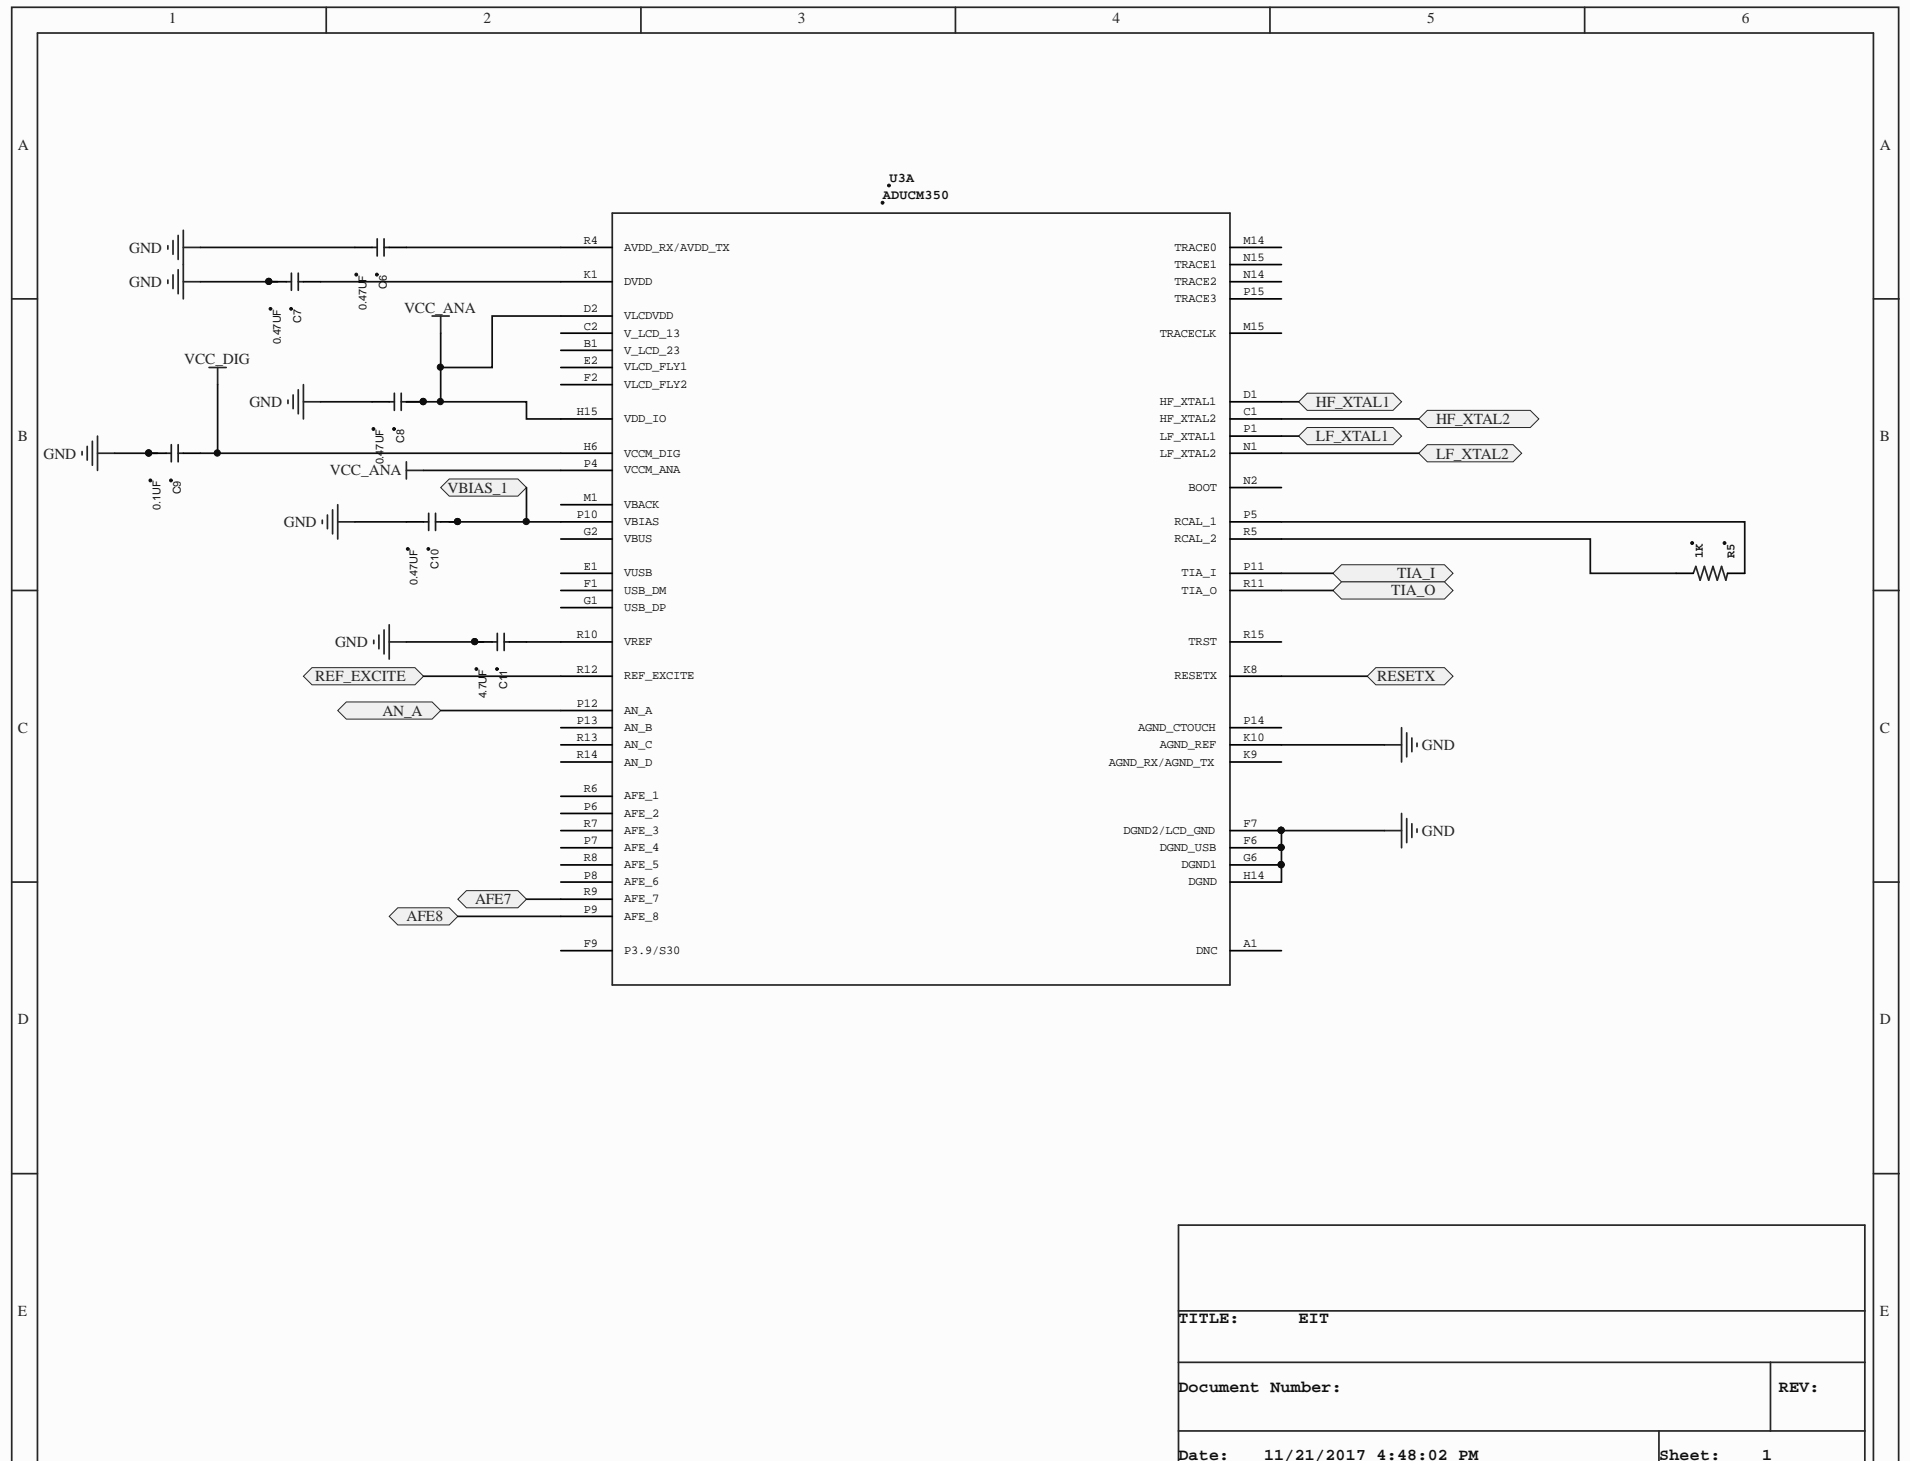 1 2 3 4 5 6
A A
U3A
ADUCM350
GND R4 AVDD_RX/AVDD_TX TRACE0 M14
TRACE1 N15
GND K1 DVDD TRACE2 N14
0.47UF C6
TRACE3 P15
0.47UF C7
VCC_ANA D2 VLCDVDD
C2 V_LCD_13 TRACECLK M15
B1 V_LCD_23
VCC_DIG E2 VLCD_FLY1
F2 VLCD_FLY2
GND HF_XTAL1 D1 HF_XTAL1
H15 VDD_IO HF_XTAL2 C1 HF_XTAL2
0.47UF C8
B LF_XTAL1 P1 LF_XTAL1 B
GND H6 VCCM_DIG LF_XTAL2 N1 LF_XTAL2
VCC_ANA P4 VCCM_ANA
0.1UF C9
VBIAS_1 BOOT N2
M1 VBACK
GND P10 VBIAS RCAL_1 P5
G2 VBUS RCAL_2 R5
0.47UF C10
1K R5
E1 VUSB TIA_I P11 TIA_I
F1 USB_DM TIA_O R11 TIA_O
G1 USB_DP
GND R10 VREF TRST R15
REF_EXCITE R12 REF_EXCITE RESETX K8 RESETX
4.7UF C11
AN_A P12 AN_A
C P13 AN_B AGND_CTOUCH P14 C
R13 AN_C AGND_REF K10 GND
R14 AN_D AGND_RX/AGND_TX K9
R6 AFE_1
P6 AFE_2
R7 AFE_3 DGND2/LCD_GND F7 GND
P7 AFE_4 DGND_USB F6
R8 AFE_5 DGND1 G6
P8 AFE_6 DGND H14
AFE7 R9 AFE_7
AFE8 P9 AFE_8
F9 P3.9/S30 DNC A1
D D
E E
TITLE: EIT
Document Number: REV:
Date: 11/21/2017 4:48:02 PM Sheet: 1